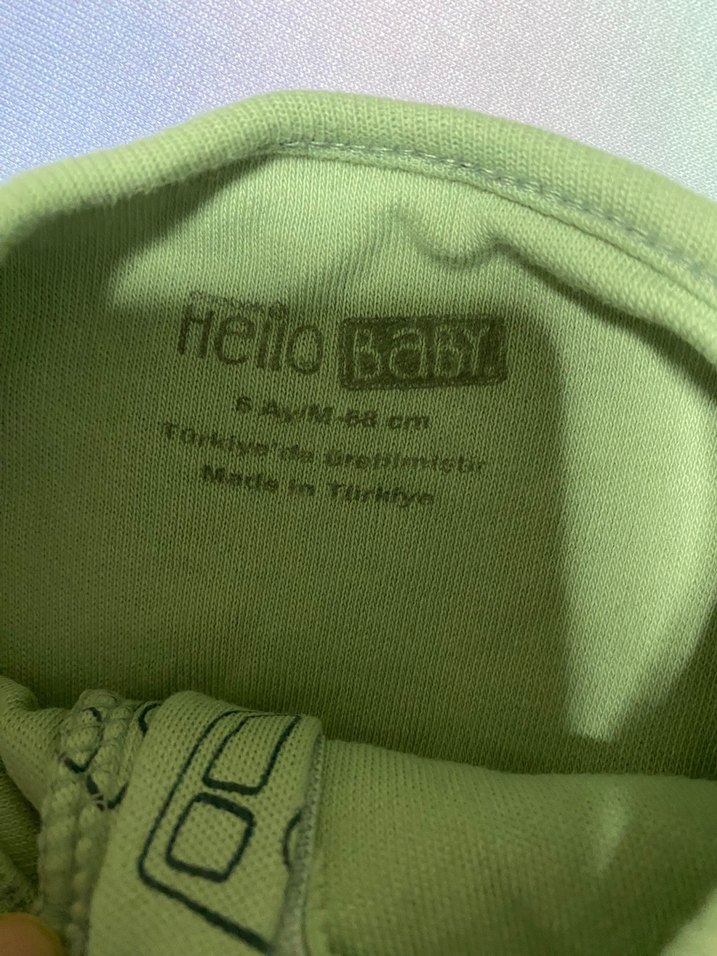 Hello BABY
6 Ay/M-68 cm
Türkiye'de üretilmiştir
Made in Türkiye